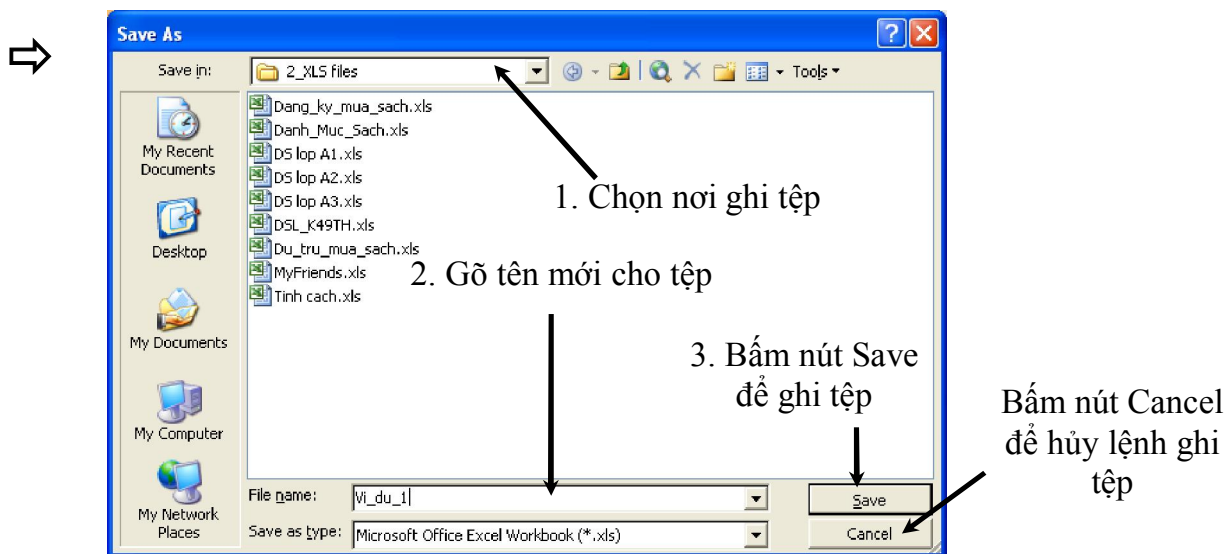 ⇨
Save As
Save in:
2_XLS files
Tools
Dang_ky_mua_sach.xls
Danh_Muc_Sach.xls
DS lop A1.xls
DS lop A2.xls
DS lop A3.xls
DSL_K49TH.xls
Du_tru_mua_sach.xls
MyFriends.xls
Tinh cach.xls
My Recent
Documents
Desktop
My Documents
My Computer
My Network
Places
1. Chọn nơi ghi tệp
2. Gõ tên mới cho tệp
3. Bấm nút Save
để ghi tệp
Bấm nút Cancel
để hủy lệnh ghi
tệp
File name:
Vi_du_1
Save
Save as type:
Microsoft Office Excel Workbook (*.xls)
Cancel